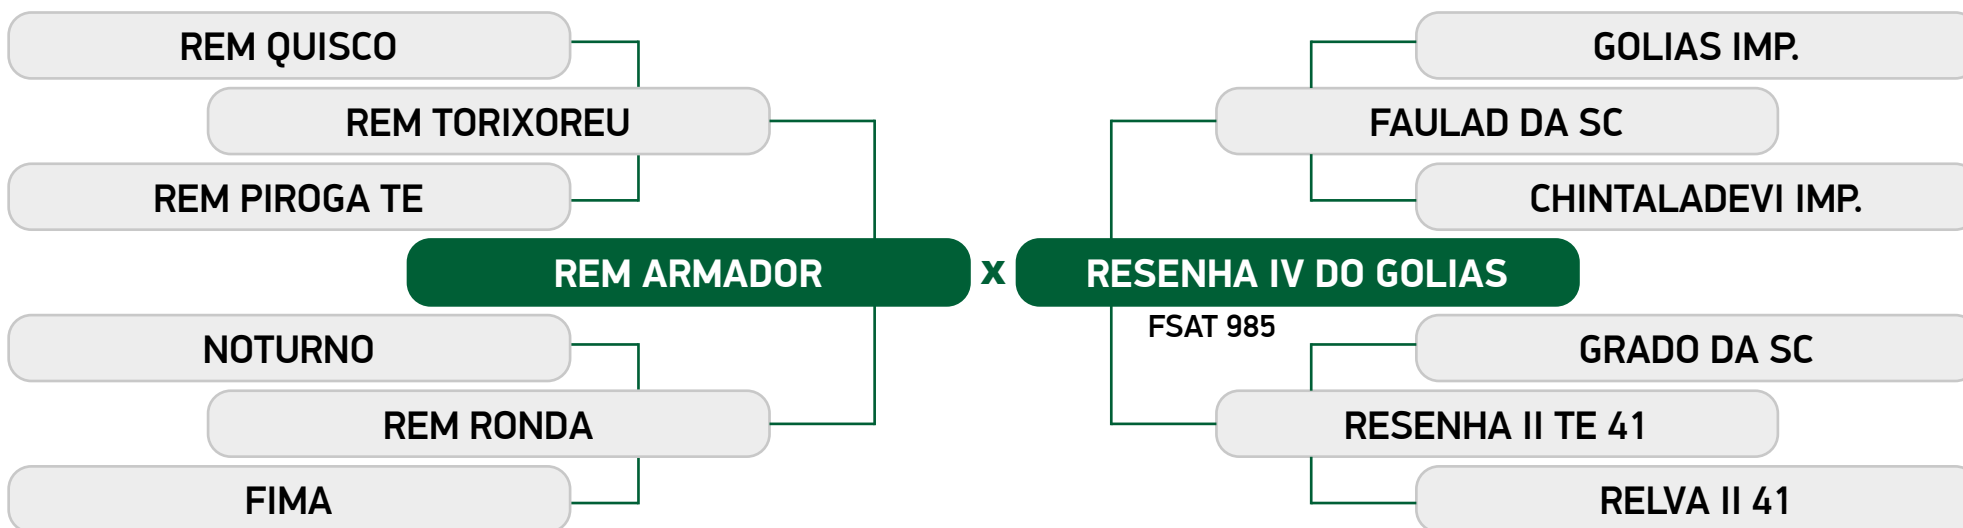 REM QUISCO
GOLIAS IMP.
REM TORIXOREU
FAULAD DA SC
REM PIROGA TE
CHINTALADEVI IMP.
REM ARMADOR x RESENHA IV DO GOLIAS
FSAT 985
NOTURNO
GRADO DA SC
REM RONDA
RESENHA II TE 41
FIMA
RELVA II 41